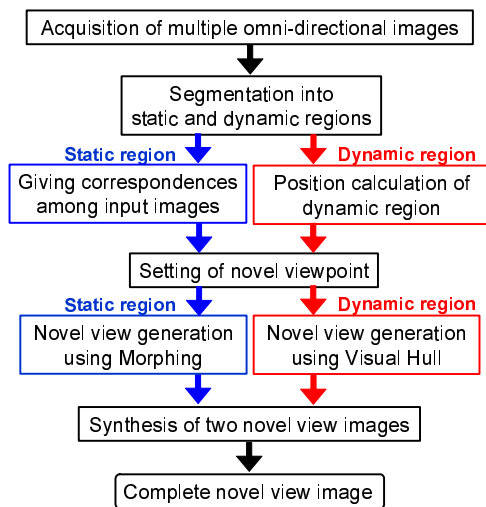 Acquisition of multiple omni-directional images
Segmentation into
static and dynamic regions
Static region
Dynamic region
Giving correspondences
among input images
Position calculation of
dynamic region
Setting of novel viewpoint
Static region
Dynamic region
Novel view generation
using Morphing
Novel view generation
using Visual Hull
Synthesis of two novel view images
Complete novel view image